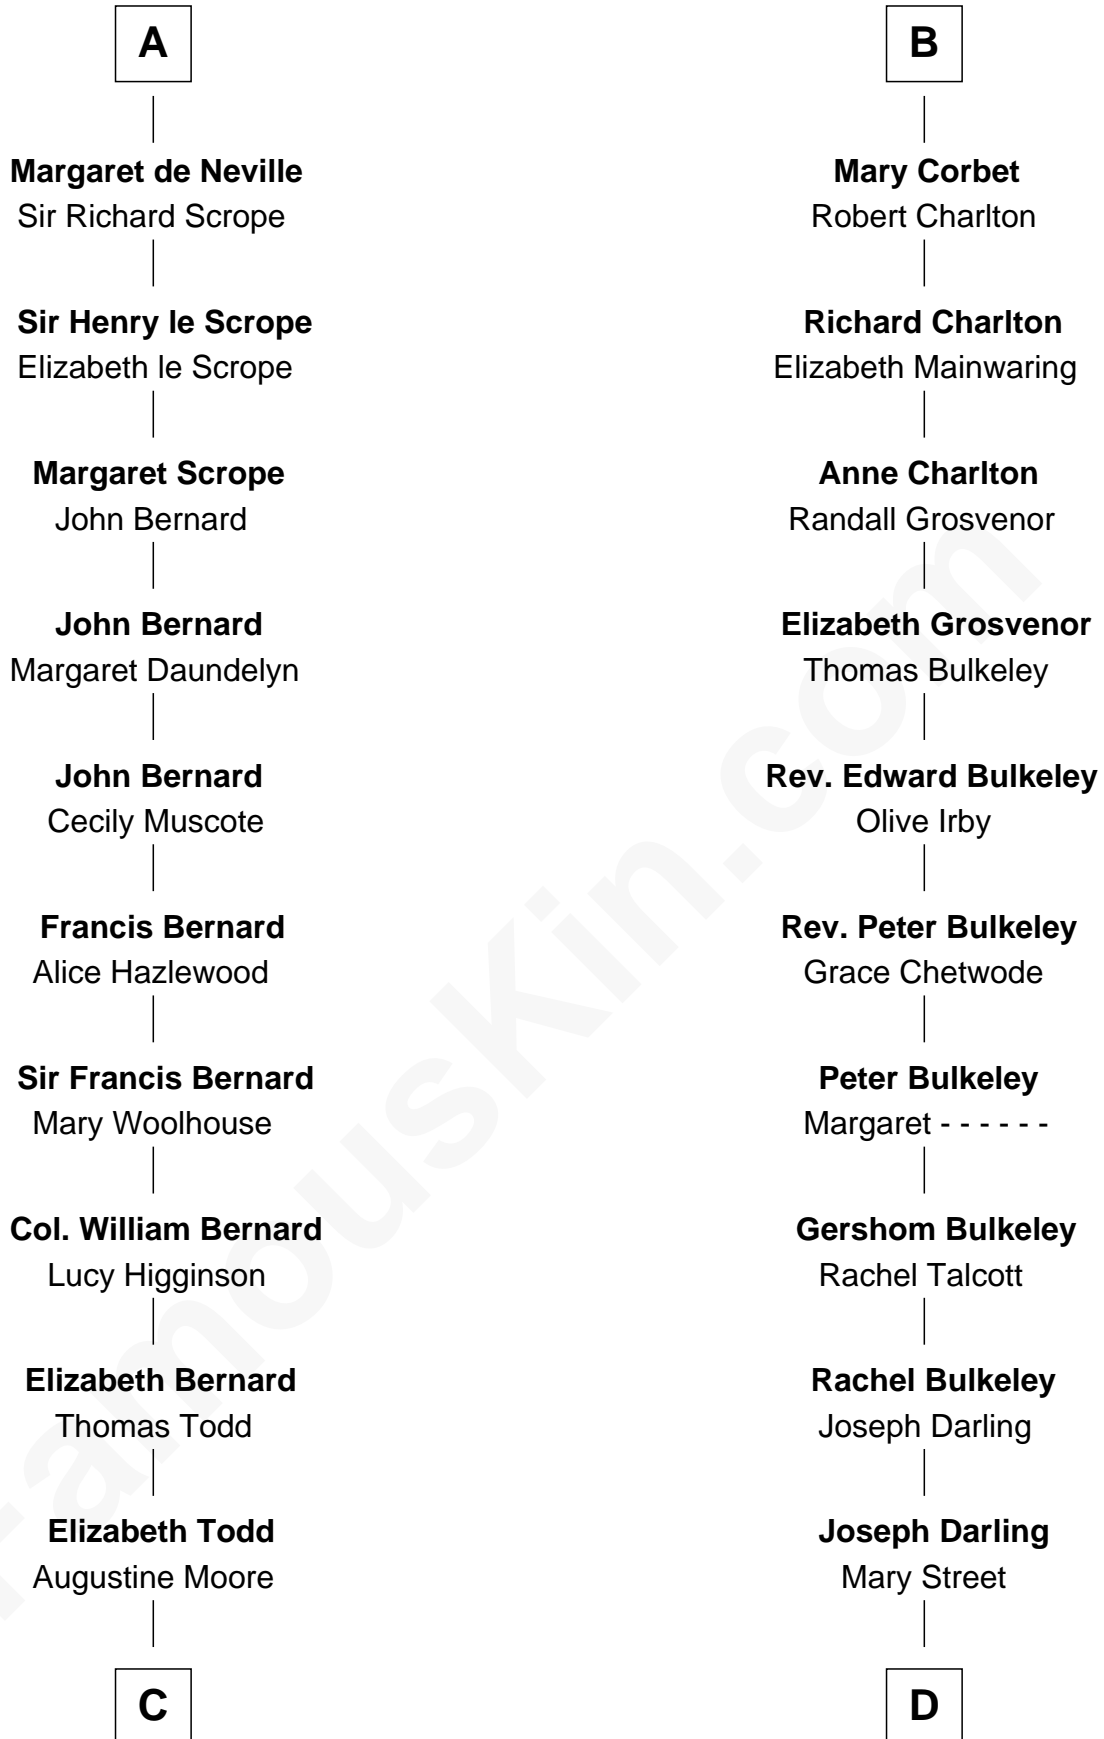 A
Margaret de Neville
Sir Richard Scrope
Sir Henry le Scrope
Elizabeth le Scrope
Margaret Scrope
John Bernard
John Bernard
Margaret Daundelyn
John Bernard
Cecily Muscote
Francis Bernard
Alice Hazlewood
Sir Francis Bernard
Mary Woolhouse
Col. William Bernard
Lucy Higginson
Elizabeth Bernard
Thomas Todd
Elizabeth Todd
Augustine Moore
C
B
Mary Corbet
Robert Charlton
Richard Charlton
Elizabeth Mainwaring
Anne Charlton
Randall Grosvenor
Elizabeth Grosvenor
Thomas Bulkeley
Rev. Edward Bulkeley
Olive Irby
Rev. Peter Bulkeley
Grace Chetwode
Peter Bulkeley
Margaret - - - - - -
Gershom Bulkeley
Rachel Talcott
Rachel Bulkeley
Joseph Darling
Joseph Darling
Mary Street
D
FamousKin.com